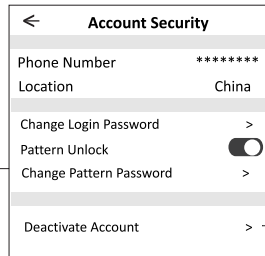 ← Account Security
Phone Number ********
Location China
Change Login Password >
Pattern Unlock
Change Pattern Password >
Deactivate Account >